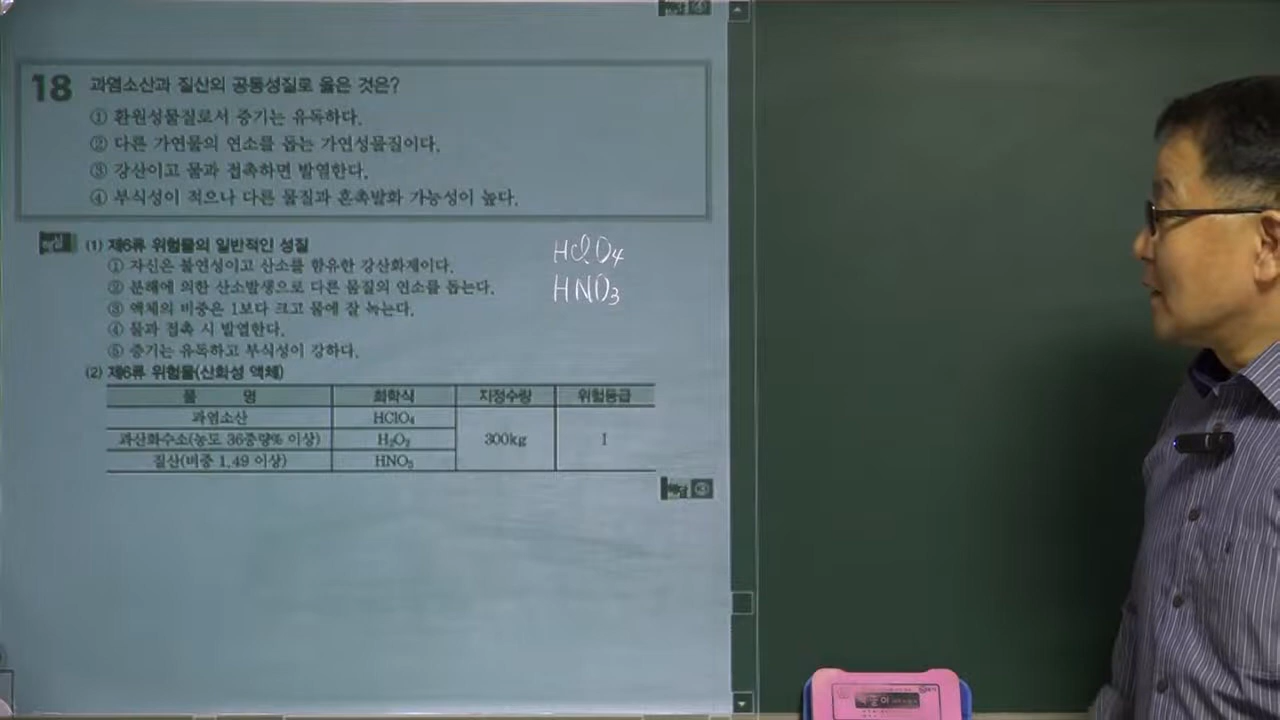 18 과염소산과 질산의 공통성질로 옳은 것은?
① 환원성물질로서 증기는 유독하다.
② 다른 가연물의 연소를 돕는 가연성물질이다.
③ 강산이고 물과 접촉하면 발열한다.
④ 부식성이 적으나 다른 물질과 혼촉발화 가능성이 높다.
해설 (1) 제6류 위험물의 일반적인 성질
① 자신은 불연성이고 산소를 함유한 강산화제이다.
② 분해에 의한 산소발생으로 다른 물질의 연소를 돕는다.
③ 액체의 비중은 1보다 크고 물에 잘 녹는다.
④ 물과 접촉 시 발열한다.
⑤ 증기는 유독하고 부식성이 강하다.
HClO4
HNO3
(2) 제6류 위험물(산화성 액체)
품 명 화학식 지정수량 위험등급
과염소산 HClO₄
과산화수소(농도 36중량% 이상) H₂O₂ 300kg I
질산(비중 1.49 이상) HNO₃
③